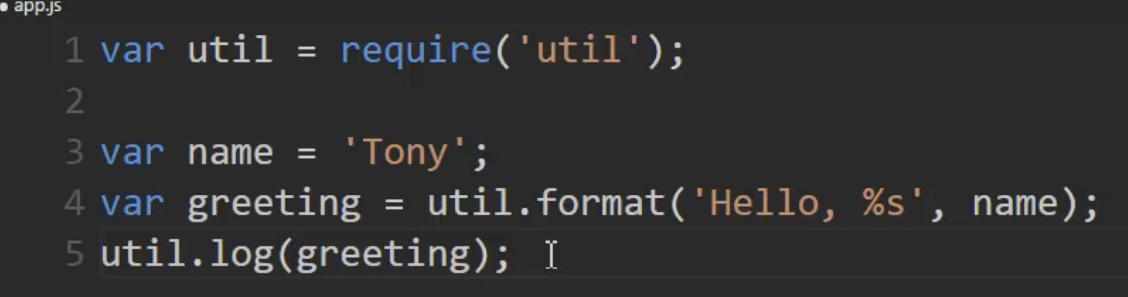 ● app.js
1 var util = require('util');
2
3 var name = 'Tony';
4 var greeting = util.format('Hello, %s', name);
5 util.log(greeting);